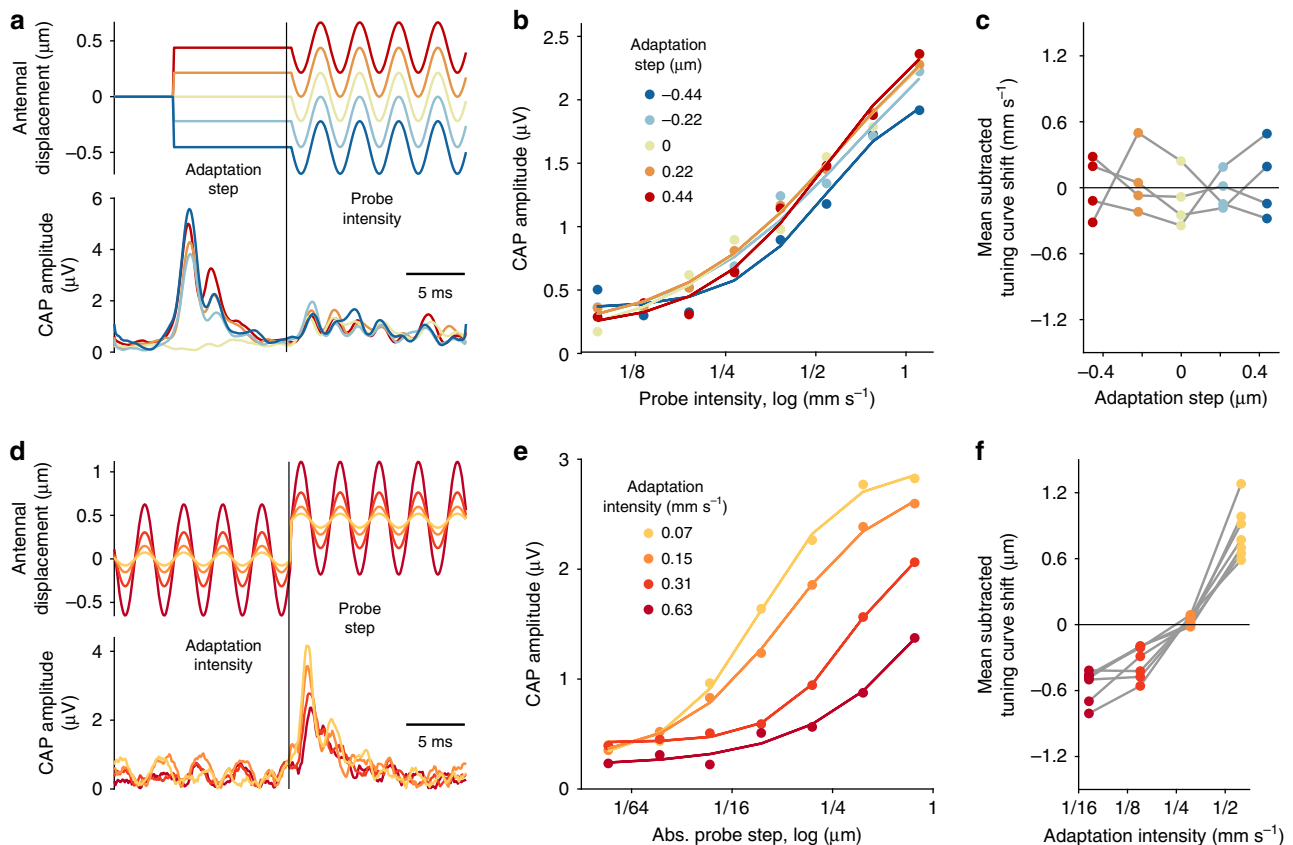 a
Antennal
displacement (μm)
0.5
0
−0.5
Adaptation
step
Probe
intensity
CAP amplitude
(μV)
6
4
2
0
5 ms
b
CAP amplitude (μV)
2.5
2.0
1.5
1.0
0.5
0
Adaptation
step (μm)
−0.44
−0.22
0
0.22
0.44
1/8
1/4
1/2
1
Probe intensity, log (mm s⁻¹)
c
Mean subtracted
tuning curve shift (mm s⁻¹)
1.2
0.6
0
−0.6
−1.2
−0.4
0
0.4
Adaptation step (μm)
d
Antennal
displacement (μm)
1
0.5
0
−0.5
Probe
step
Adaptation
intensity
CAP amplitude
(μV)
4
2
0
5 ms
e
CAP amplitude (μV)
3
2
1
0
Adaptation
intensity (mm s⁻¹)
0.07
0.15
0.31
0.63
1/64
1/16
1/4
1
Abs. probe step, log (μm)
f
Mean subtracted
tuning curve shift (μm)
1.2
0.6
0
−0.6
−1.2
1/16
1/8
1/4
1/2
Adaptation intensity (mm s⁻¹)